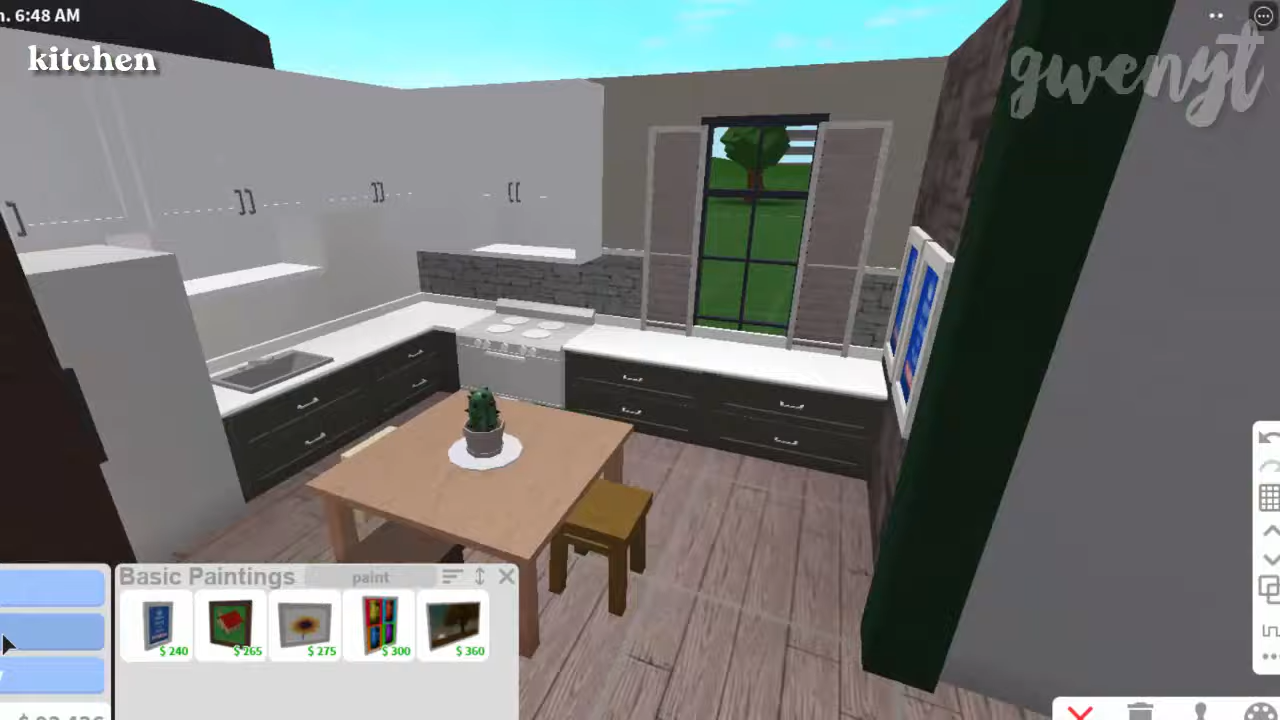 . 6:48 AM
kitchen
gwenyt
Basic Paintings
paint
$ 240
$ 265
$ 275
$ 300
$ 360